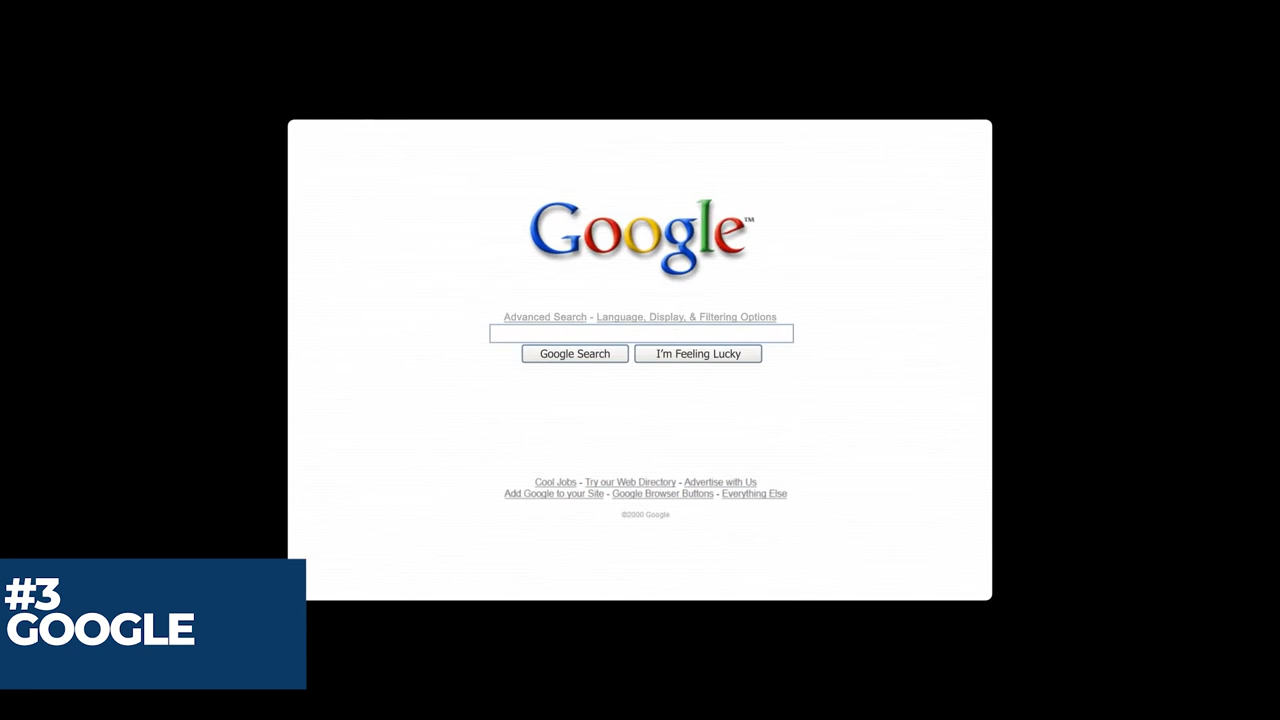 Google™
Advanced Search - Language, Display, & Filtering Options
Google Search I'm Feeling Lucky
Cool Jobs - Try our Web Directory - Advertise with Us
Add Google to your Site - Google Browser Buttons - Everything Else
©2000 Google
#3
GOOGLE